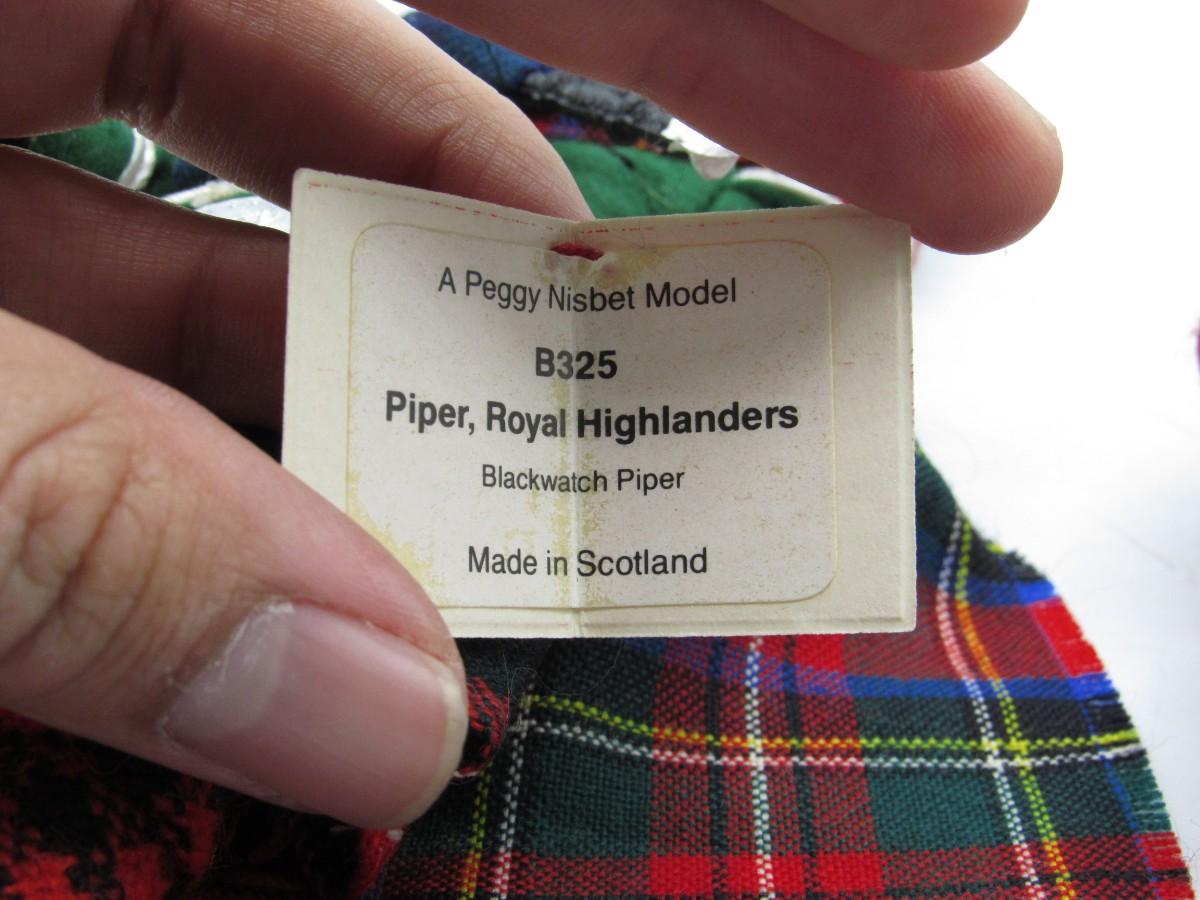 A Peggy Nisbet Model
B325
Piper, Royal Highlanders
Blackwatch Piper
Made in Scotland